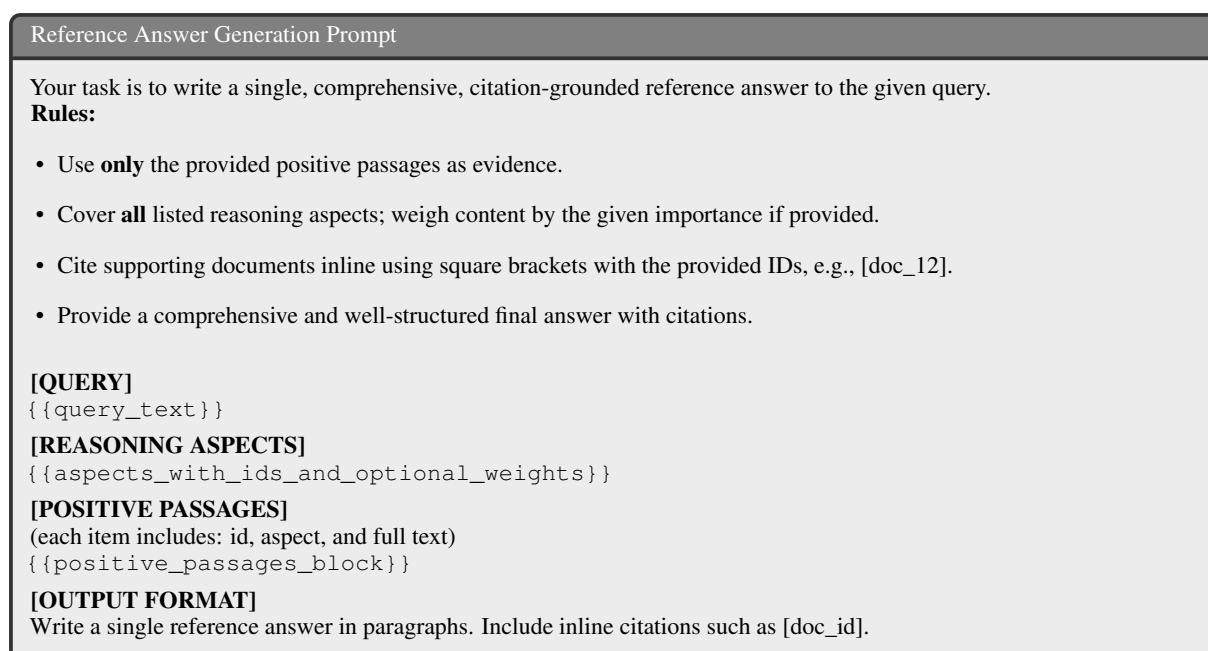 Reference Answer Generation Prompt
Your task is to write a single, comprehensive, citation-grounded reference answer to the given query.
Rules:
• Use only the provided positive passages as evidence.
• Cover all listed reasoning aspects; weigh content by the given importance if provided.
• Cite supporting documents inline using square brackets with the provided IDs, e.g., [doc_12].
• Provide a comprehensive and well-structured final answer with citations.
[QUERY]
{{query_text}}
[REASONING ASPECTS]
{{aspects_with_ids_and_optional_weights}}
[POSITIVE PASSAGES]
(each item includes: id, aspect, and full text)
{{positive_passages_block}}
[OUTPUT FORMAT]
Write a single reference answer in paragraphs. Include inline citations such as [doc_id].